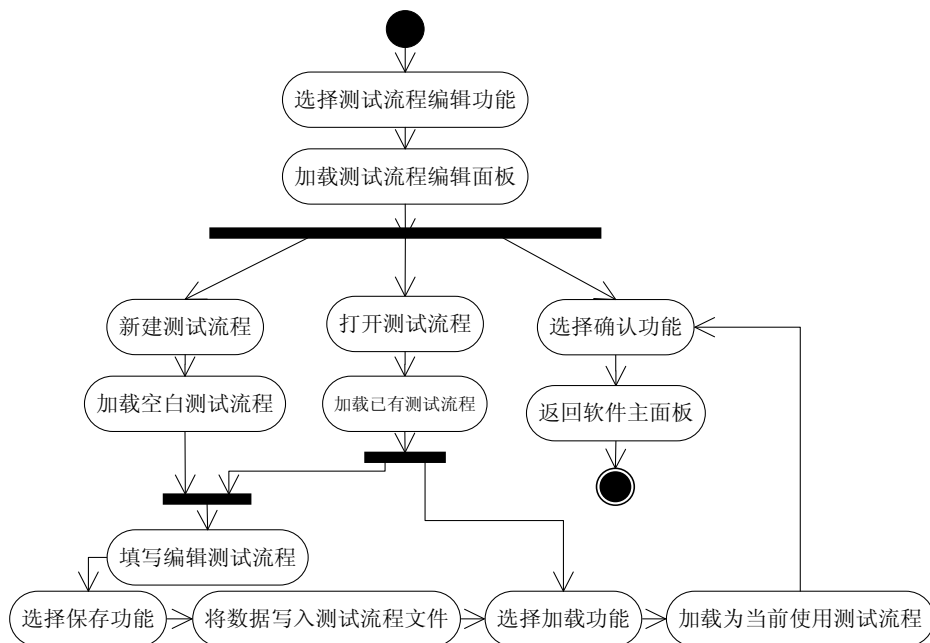 选择测试流程编辑功能
加载测试流程编辑面板
新建测试流程
打开测试流程
选择确认功能
加载空白测试流程
加载已有测试流程
返回软件主面板
填写编辑测试流程
选择保存功能
将数据写入测试流程文件
选择加载功能
加载为当前使用测试流程